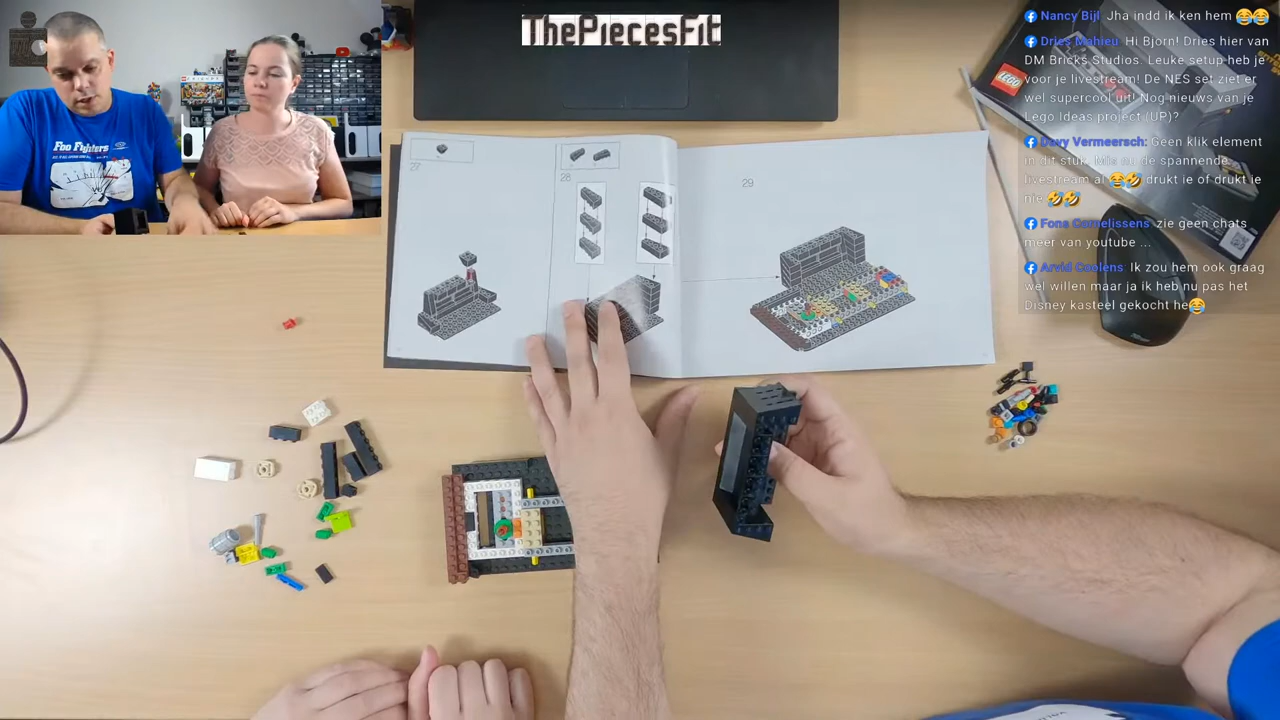 ThePiecesFit
Nancy Bijl Jha indd ik ken hem 😂😂
Dries Mahieu: Hi Bjorn! Dries hier van
DM Bricks Studios. Leuke setup heb je
voor je livestream! De NES set ziet er
wel supercool uit! Nog nieuws van je
Lego Ideas project (UP)?
Davy Vermeersch: Geen klik element
in dit stuk. Mis nu de spannende
livestream al 😂🤣 drukt ie of drukt ie
nie 🤣🤣
Fons Cornelissens: zie geen chats
meer van youtube ...
Arvid Coolens: Ik zou hem ook graag
wel willen maar ja ik heb nu pas het
Disney kasteel gekocht he😂
Foo Fighters
LEGO
27
28
29